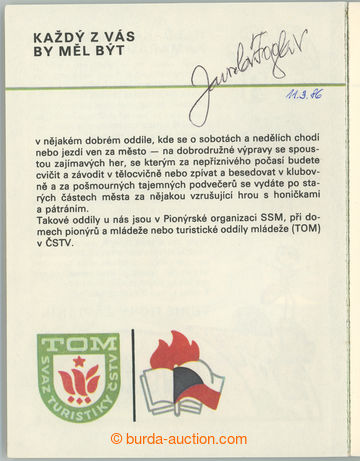 KAŽDÝ Z VÁS
BY MĚL BÝT
Jaroslav Foglar
11.3.86
v nějakém dobrém oddíle, kde se o sobotách a nedělích chodí
nebo jezdí ven za město — na dobrodružné výpravy se spous-
tou zajímavých her, se kterým za nepříznivého počasí budete
cvičit a závodit v tělocvičně nebo zpívat a besedovat v klubov-
ně a za pošmourných tajemných podvečerů se vydáte po sta-
rých částech města za nějakou vzrušující hrou s honičkami
a pátráním.
Takové oddíly u nás jsou v Pionýrské organizaci SSM, při do-
mech pionýrů a mládeže nebo turistické oddíly mládeže (TOM)
v ČSTV.
TOM
SVAZ TURISTIKY ČSTV
© burda-auction.com